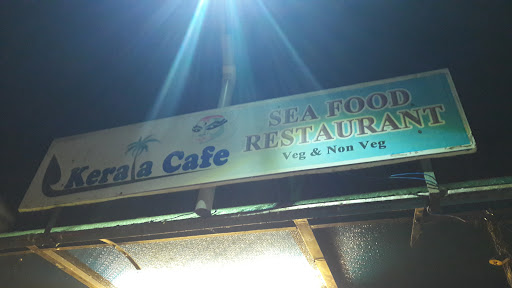 Kerala Cafe
SEA FOOD
RESTAURANT
Veg & Non Veg